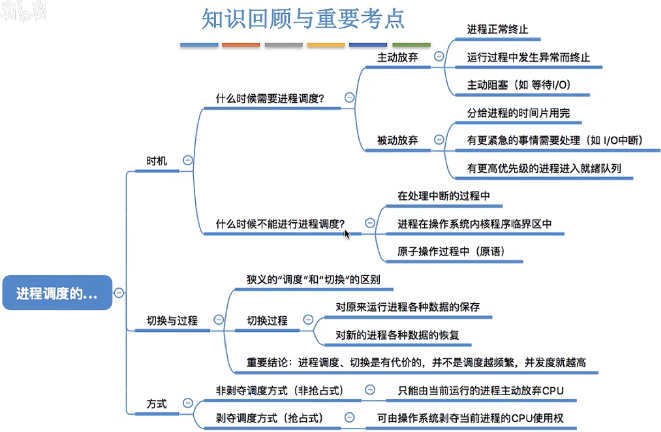 知识回顾与重要考点
进程调度的...
时机
什么时候需要进程调度?
主动放弃
进程正常终止
运行过程中发生异常而终止
主动阻塞（如 等待I/O）
被动放弃
分给进程的时间片用完
有更紧急的事情需要处理（如 I/O中断）
有更高优先级的进程进入就绪队列
什么时候不能进行进程调度?
在处理中断的过程中
进程在操作系统内核程序临界区中
原子操作过程中（原语）
切换与过程
狭义的"调度"和"切换"的区别
切换过程
对原来运行进程各种数据的保存
对新的进程各种数据的恢复
重要结论：进程调度、切换是有代价的，并不是调度越频繁，并发度就越高
方式
非剥夺调度方式（非抢占式）
只能由当前运行的进程主动放弃CPU
剥夺调度方式（抢占式）
可由操作系统剥夺当前进程的CPU使用权